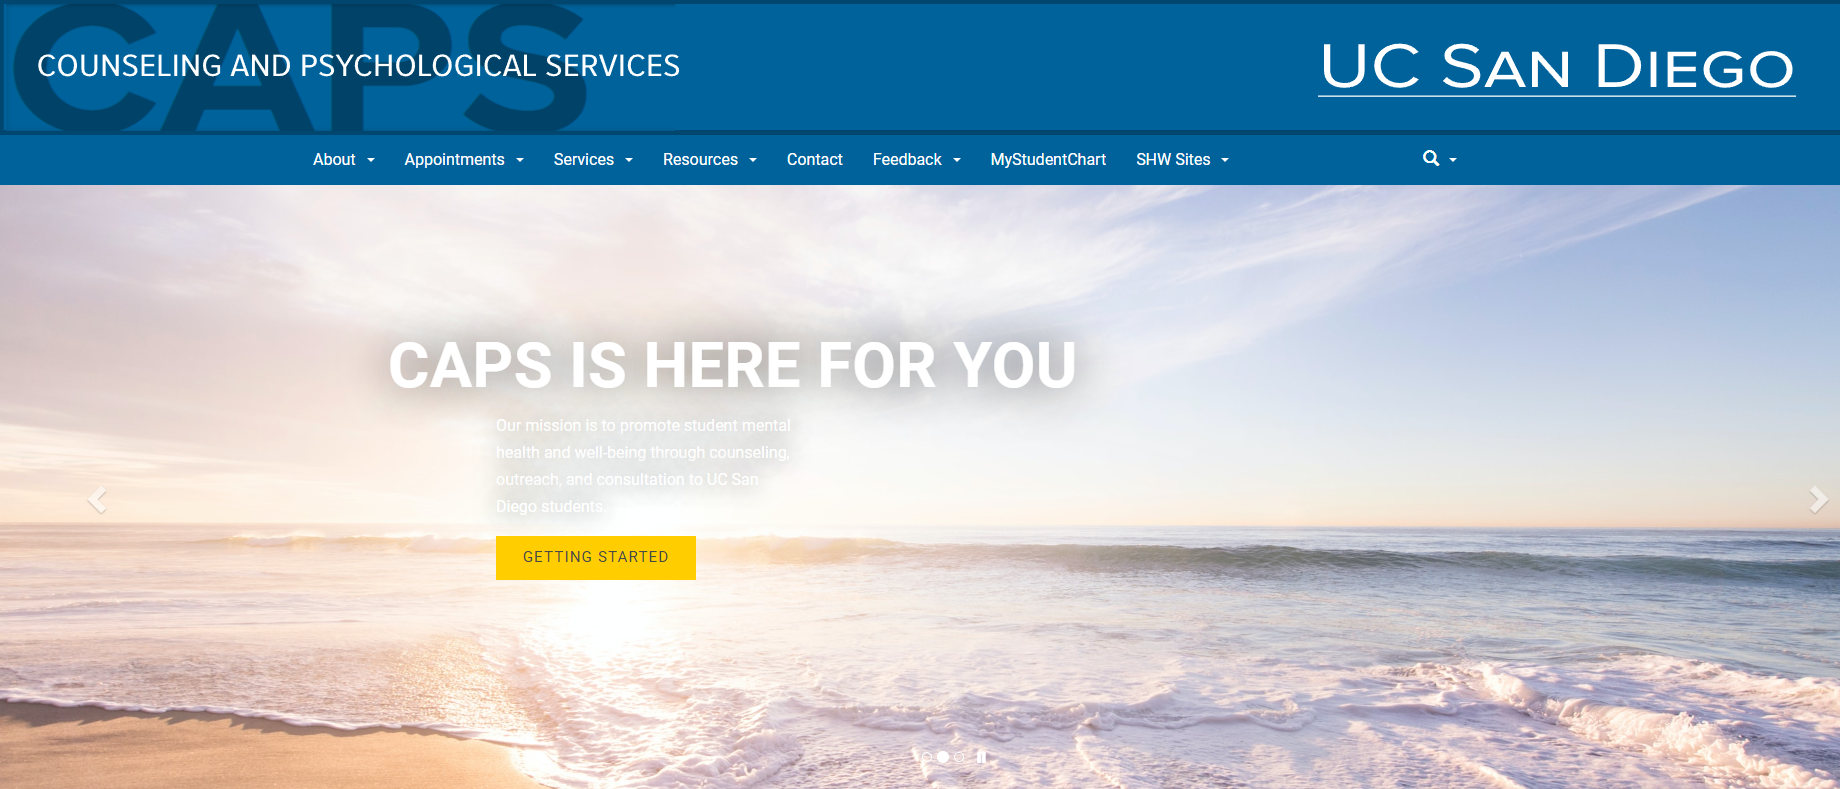 CAPS
COUNSELING AND PSYCHOLOGICAL SERVICES
UC SAN DIEGO
About Appointments Services Resources Contact Feedback MyStudentChart SHW Sites
CAPS IS HERE FOR YOU
Our mission is to promote student mental
health and well-being through counseling,
outreach, and consultation to UC San
Diego students.
GETTING STARTED